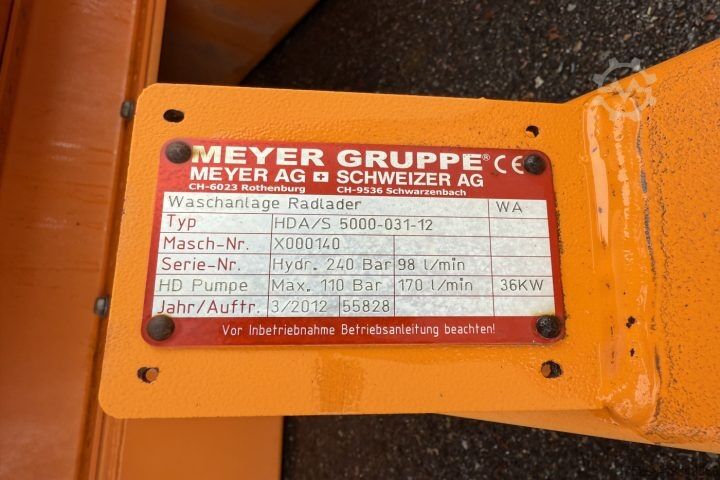 MEYER GRUPPE® CE
MEYER AG + SCHWEIZER AG
CH-6023 Rothenburg CH-9536 Schwarzenbach
Waschanlage Radlader WA
Typ HDA/S 5000-031-12
Masch-Nr. X000140
Serie-Nr. Hydr. 240 Bar 98 l/min
HD Pumpe Max. 110 Bar 170 l/min 36KW
Jahr/Auftr. 3/2012 55828
Vor Inbetriebnahme Betriebsanleitung beachten!